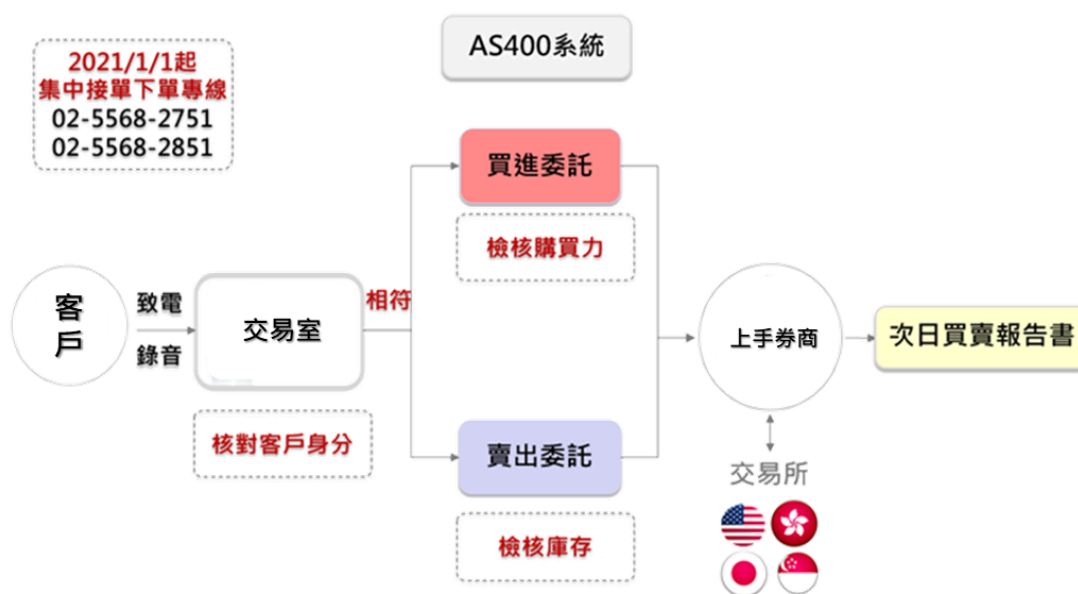 AS400系統
2021/1/1起
集中接單下單專線
02-5568-2751
02-5568-2851
買進委託
檢核購買力
客
戶
致電
錄音
交易室
相符
核對客戶身分
上手券商
次日買賣報告書
賣出委託
檢核庫存
交易所